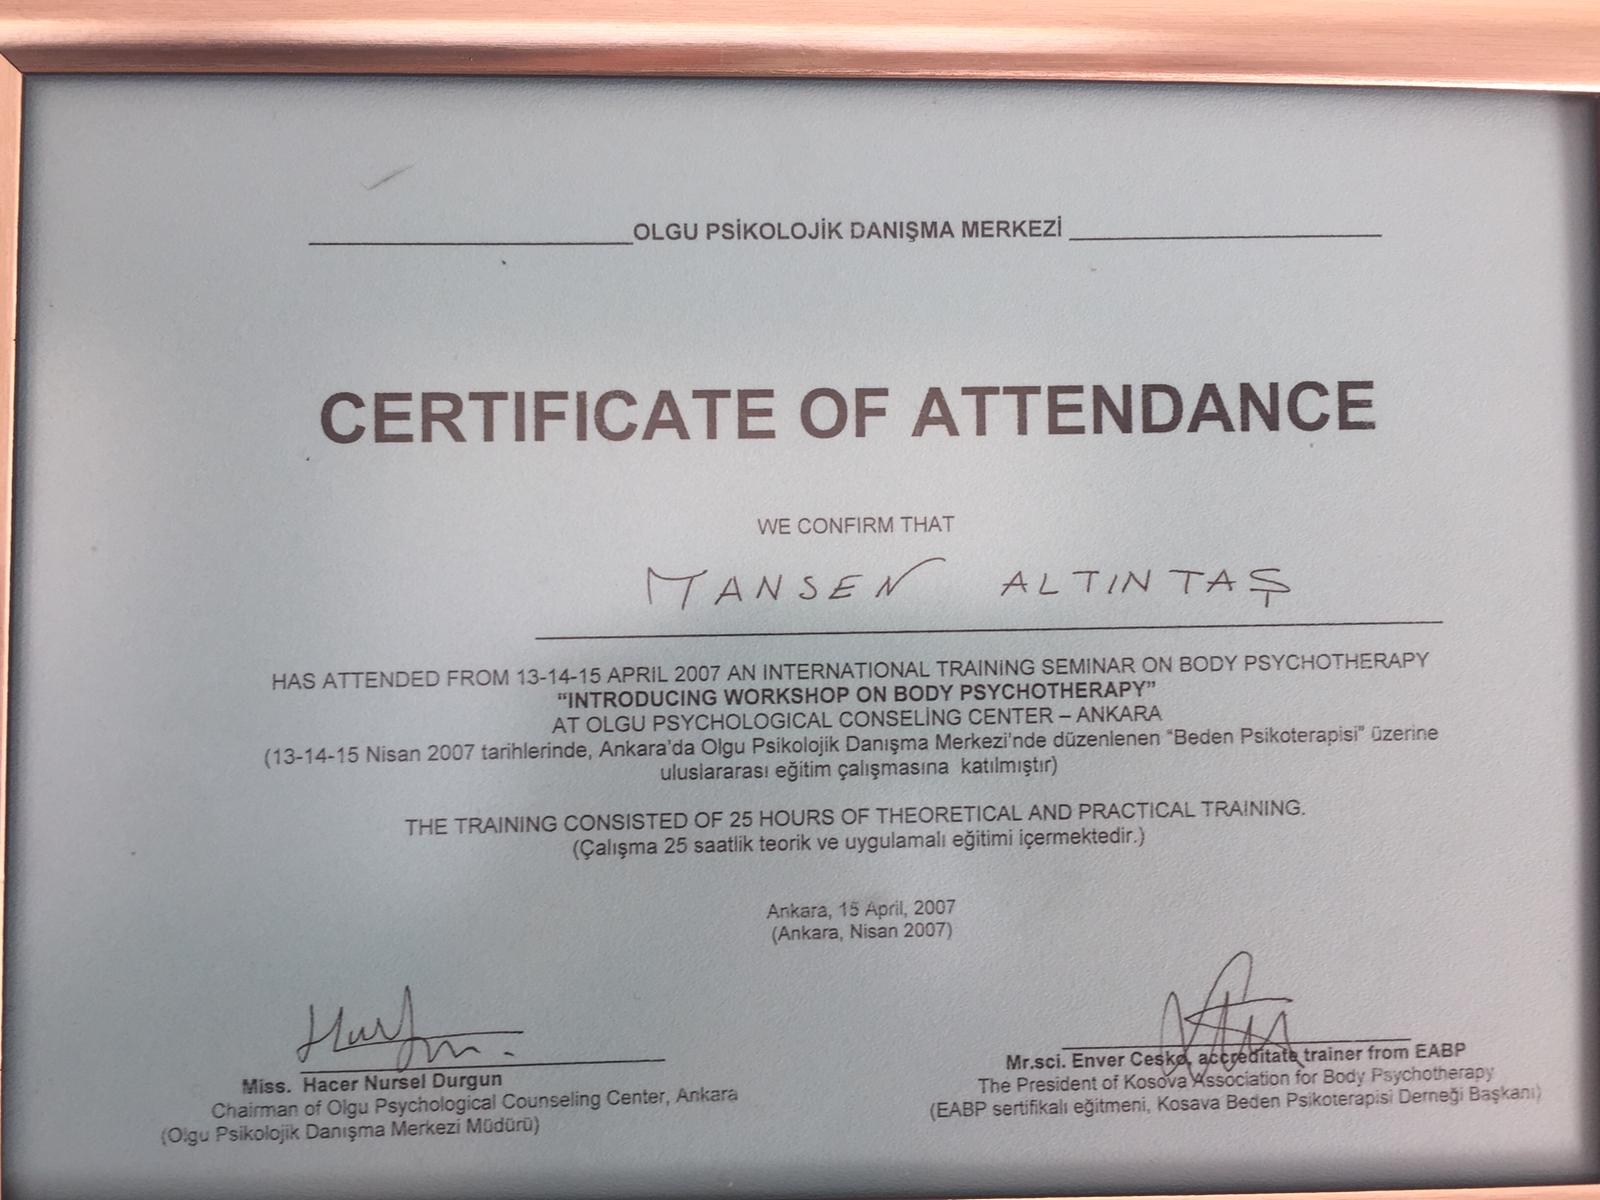 OLGU PSİKOLOJİK DANIŞMA MERKEZİ
CERTIFICATE OF ATTENDANCE
WE CONFIRM THAT
MANSEN ALTINTAŞ
HAS ATTENDED FROM 13-14-15 APRIL 2007 AN INTERNATIONAL TRAINING SEMINAR ON BODY PSYCHOTHERAPY
“INTRODUCING WORKSHOP ON BODY PSYCHOTHERAPY”
AT OLGU PSYCHOLOGICAL CONSELİNG CENTER – ANKARA
(13-14-15 Nisan 2007 tarihlerinde, Ankara’da Olgu Psikolojik Danışma Merkezi’nde düzenlenen “Beden Psikoterapisi” üzerine
uluslararası eğitim çalışmasına katılmıştır)
THE TRAINING CONSISTED OF 25 HOURS OF THEORETICAL AND PRACTICAL TRAINING.
(Çalışma 25 saatlik teorik ve uygulamalı eğitimi içermektedir.)
Ankara, 15 April, 2007
(Ankara, Nisan 2007)
Miss. Hacer Nursel Durgun
Chairman of Olgu Psychological Counseling Center, Ankara
(Olgu Psikolojik Danışma Merkezi Müdürü)
Mr.sci. Enver Cesko, accreditate trainer from EABP
The President of Kosova Association for Body Psychotherapy
(EABP sertifikalı eğitmeni, Kosava Beden Psikoterapisi Derneği Başkanı)